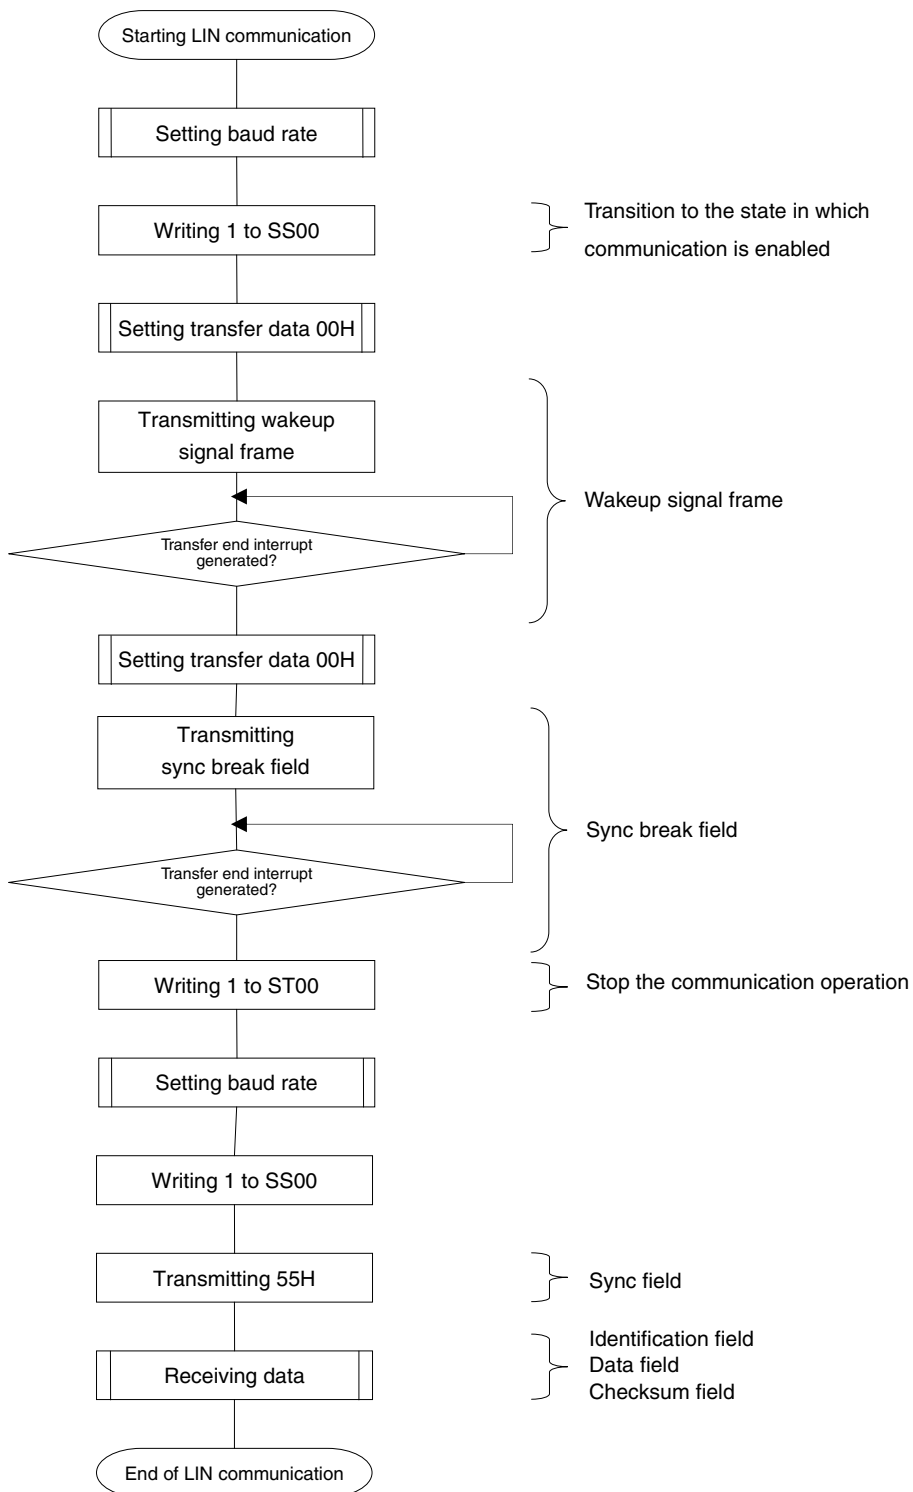 Starting LIN communication
Setting baud rate
Writing 1 to SS00
Transition to the state in which
communication is enabled
Setting transfer data 00H
Transmitting wakeup
signal frame
Wakeup signal frame
Transfer end interrupt
generated?
Setting transfer data 00H
Transmitting
sync break field
Sync break field
Transfer end interrupt
generated?
Writing 1 to ST00
Stop the communication operation
Setting baud rate
Writing 1 to SS00
Transmitting 55H
Sync field
Receiving data
Identification field
Data field
Checksum field
End of LIN communication